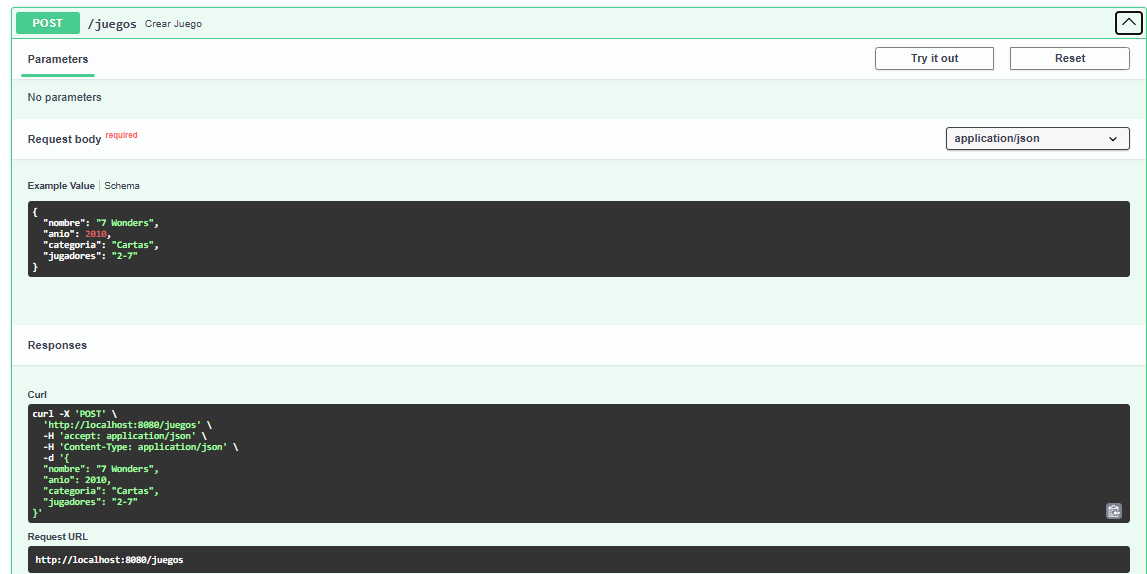 POST /juegos Crear Juego
Parameters
Try it out
Reset
No parameters
Request body required
application/json
Example Value Schema
{
  "nombre": "7 Wonders",
  "anio": 2010,
  "categoria": "Cartas",
  "jugadores": "2-7"
}
Responses
Curl
curl -X 'POST' \
  'http://localhost:8080/juegos' \
  -H 'accept: application/json' \
  -H 'Content-Type: application/json' \
  -d '{
  "nombre": "7 Wonders",
  "anio": 2010,
  "categoria": "Cartas",
  "jugadores": "2-7"
}'
Request URL
http://localhost:8080/juegos